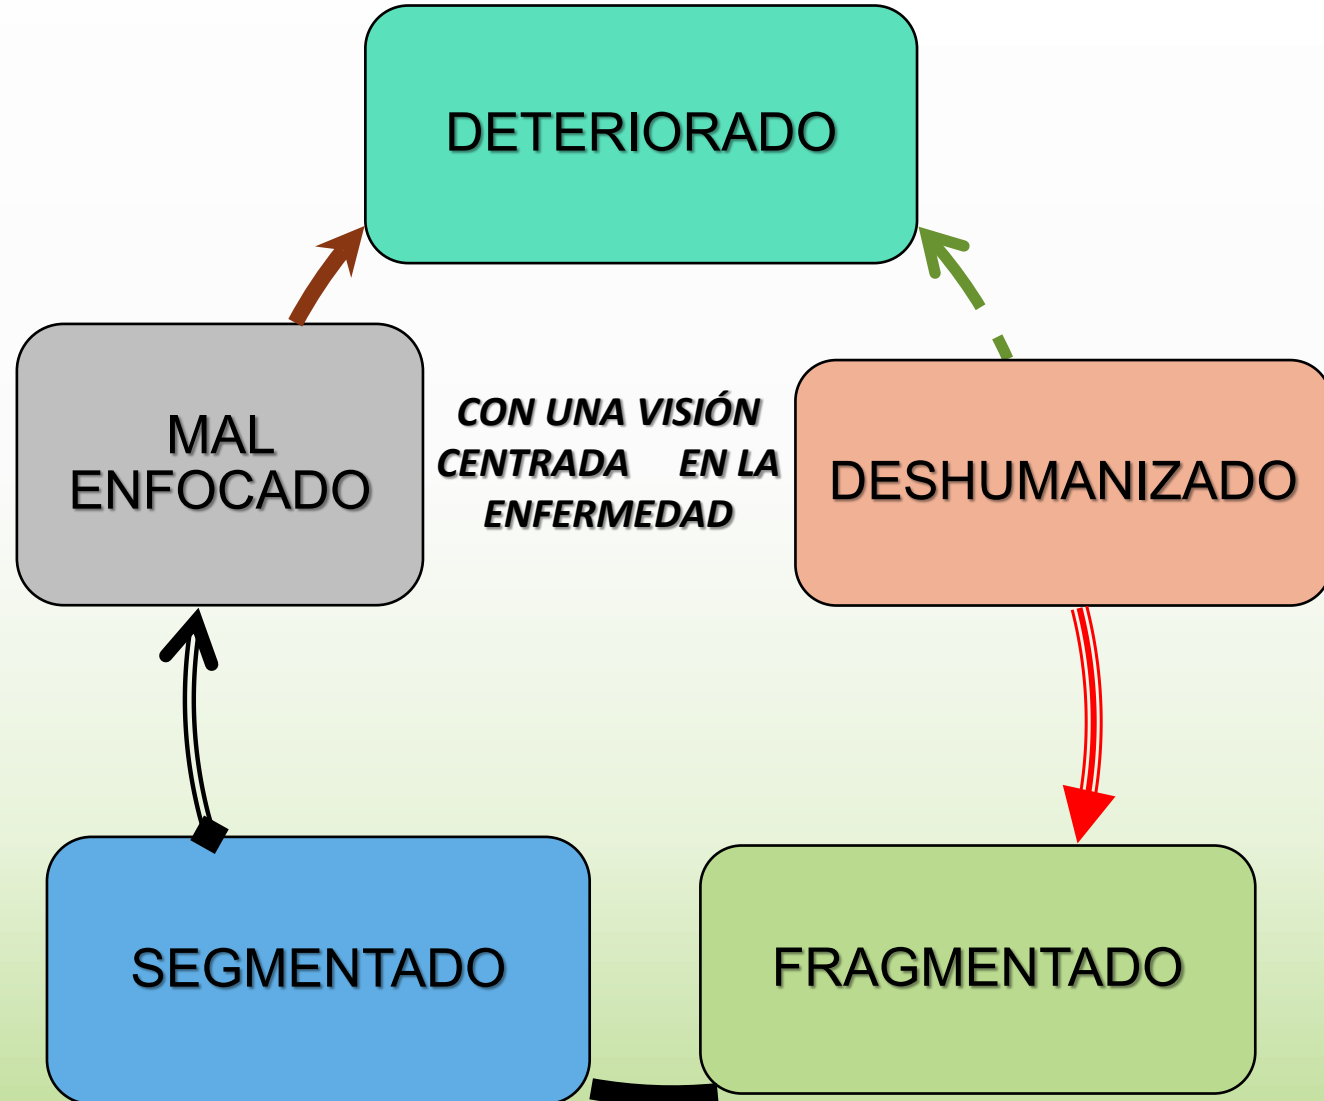 DETERIORADO
MAL
ENFOCADO
CON UNA VISIÓN
CENTRADA EN LA
ENFERMEDAD
DESHUMANIZADO
SEGMENTADO
FRAGMENTADO